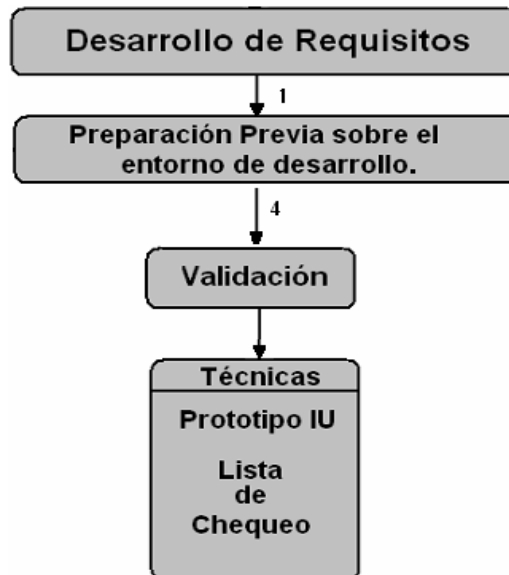 Desarrollo de Requisitos
1
Preparación Previa sobre el
entorno de desarrollo.
4
Validación
Técnicas
Prototipo IU
Lista
de
Chequeo